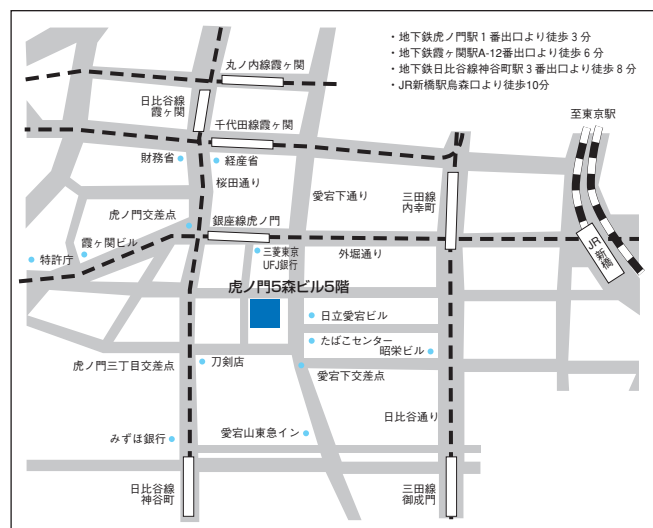 ・地下鉄虎ノ門駅1番出口より徒歩3分
・地下鉄霞ヶ関駅A-12番出口より徒歩6分
・地下鉄日比谷線神谷町駅3番出口より徒歩8分
・JR新橋駅烏森口より徒歩10分
丸ノ内線霞ヶ関
日比谷線
霞ヶ関
千代田線霞ヶ関
至東京駅
財務省
経産省
桜田通り
愛宕下通り
三田線
内幸町
虎ノ門交差点
銀座線虎ノ門
霞ヶ関ビル
特許庁
三菱東京
UFJ銀行
外堀通り
JR新橋
虎ノ門5森ビル5階
日立愛宕ビル
たばこセンター
昭栄ビル
虎ノ門三丁目交差点
刀剣店
愛宕下交差点
日比谷通り
みずほ銀行
愛宕山東急イン
日比谷線
神谷町
三田線
御成門